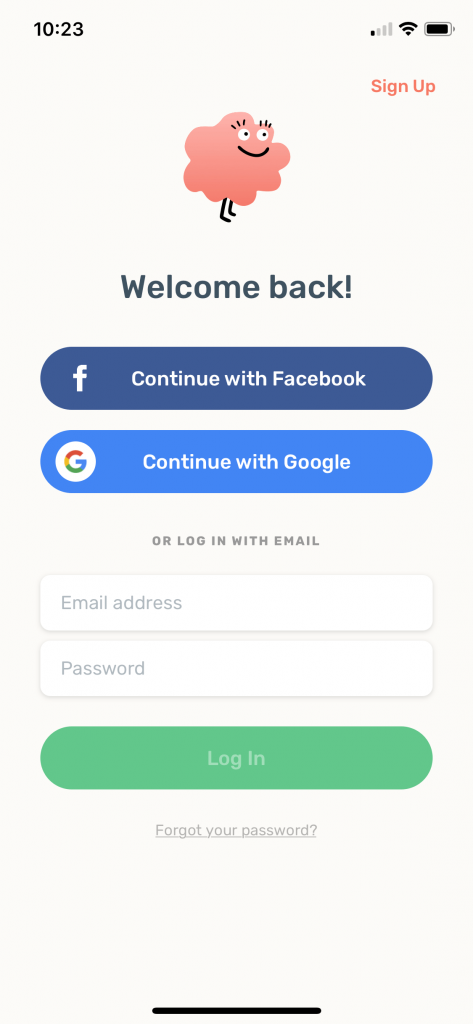 10:23
Sign Up
Welcome back!
Continue with Facebook
Continue with Google
OR LOG IN WITH EMAIL
Email address
Password
Log In
Forgot your password?